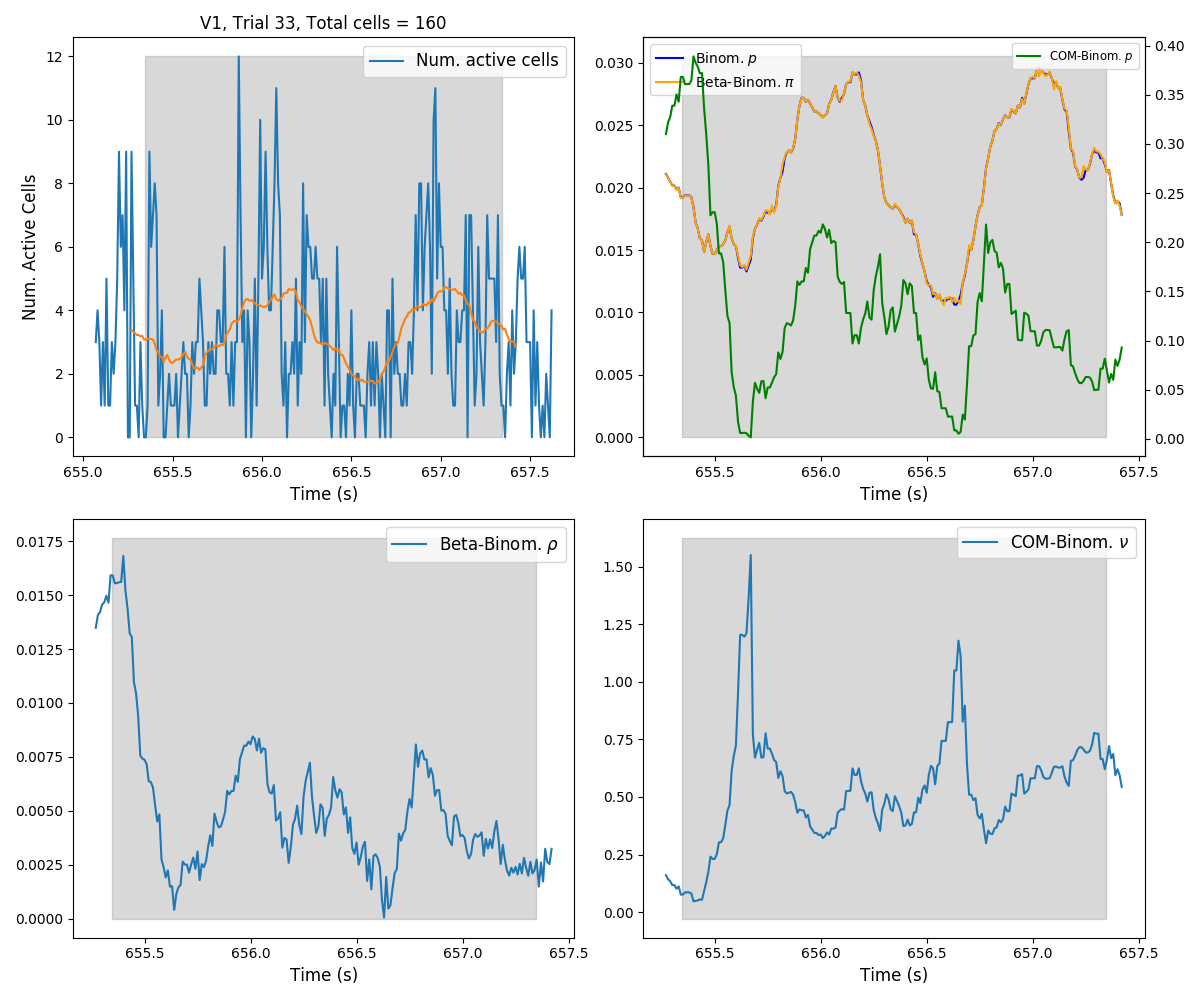 V1, Trial 33, Total cells = 160
Num. active cells
Num. Active Cells
12
10
8
6
4
2
0
655.0 655.5 656.0 656.5 657.0 657.5
Time (s)
Binom. p
Beta-Binom. π
COM-Binom. p
0.030
0.025
0.020
0.015
0.010
0.005
0.000
0.40
0.35
0.30
0.25
0.20
0.15
0.10
0.05
0.00
655.5 656.0 656.5 657.0 657.5
Time (s)
Beta-Binom. ρ
0.0175
0.0150
0.0125
0.0100
0.0075
0.0050
0.0025
0.0000
655.5 656.0 656.5 657.0 657.5
Time (s)
COM-Binom. ν
1.50
1.25
1.00
0.75
0.50
0.25
0.00
655.5 656.0 656.5 657.0 657.5
Time (s)